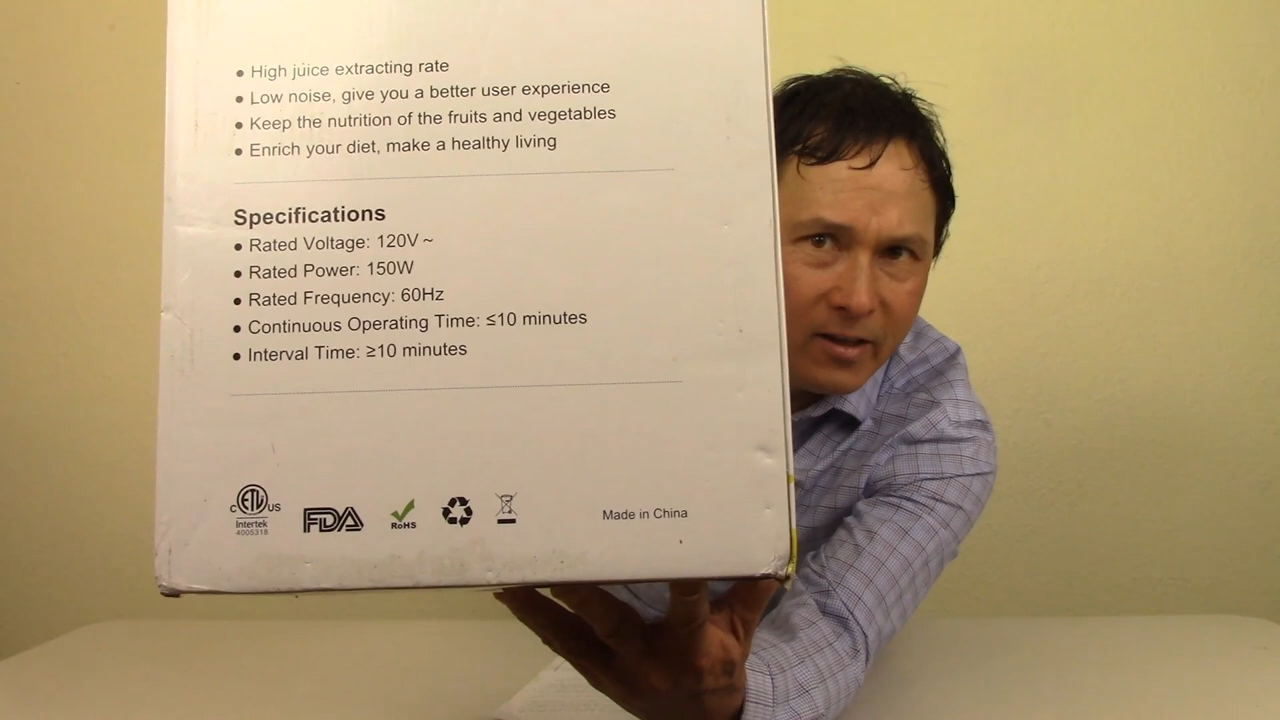 ● High juice extracting rate
● Low noise, give you a better user experience
● Keep the nutrition of the fruits and vegetables
● Enrich your diet, make a healthy living
Specifications
● Rated Voltage: 120V~
● Rated Power: 150W
● Rated Frequency: 60Hz
● Continuous Operating Time: ≤10 minutes
● Interval Time: ≥10 minutes
C ETL US
Intertek
4005318
FDA
RoHS
Made in China